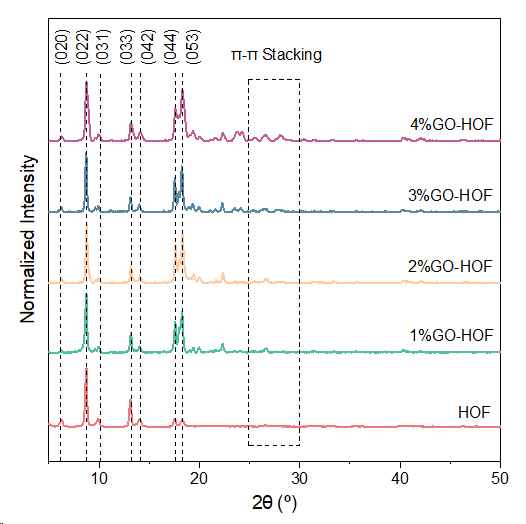 (020)
(022)
(031)
(033)
(042)
(044)
(053)
π-π Stacking
4%GO-HOF
3%GO-HOF
2%GO-HOF
1%GO-HOF
HOF
Normalized Intensity
10
20
30
40
50
2θ (°)